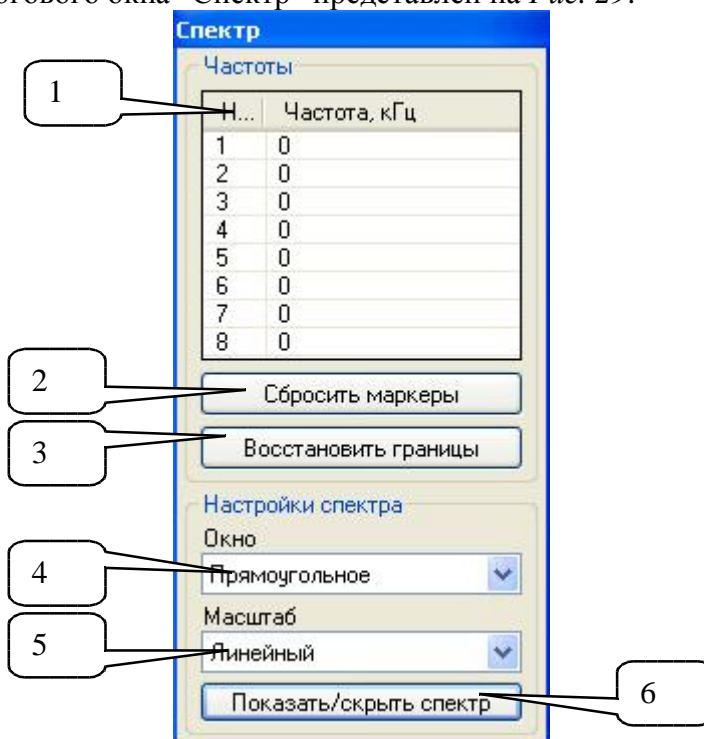 огового окна "Спектр" представлен на Рис. 29.
Спектр
Частоты
1
Н... Частота, кГц
1 0
2 0
3 0
4 0
5 0
6 0
7 0
8 0
2
Сбросить маркеры
3
Восстановить границы
Настройки спектра
Окно
4
Прямоугольное
Масштаб
5
Линейный
Показать/скрыть спектр
6